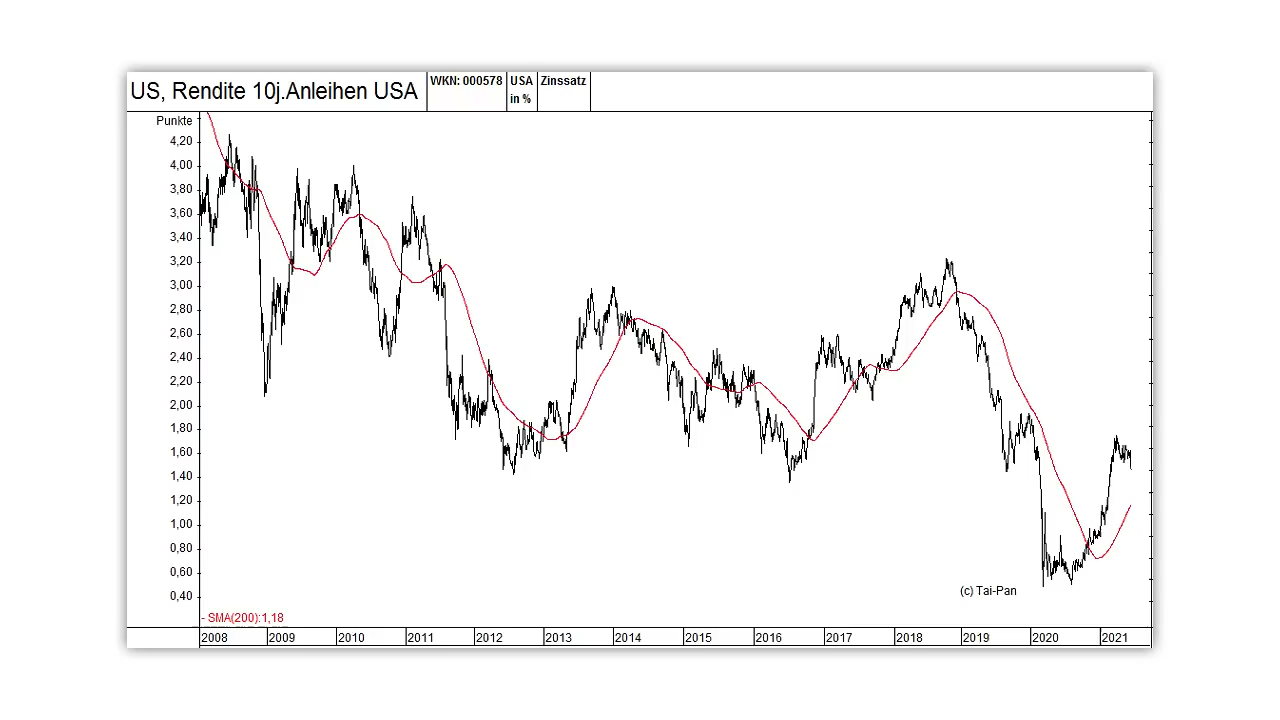 US, Rendite 10j.Anleihen USA
WKN: 000578
USA
in %
Zinssatz
Punkte
4,20
4,00
3,80
3,60
3,40
3,20
3,00
2,80
2,60
2,40
2,20
2,00
1,80
1,60
1,40
1,20
1,00
0,80
0,60
0,40
(c) Tai-Pan
- SMA(200):1,18
2008 2009 2010 2011 2012 2013 2014 2015 2016 2017 2018 2019 2020 2021